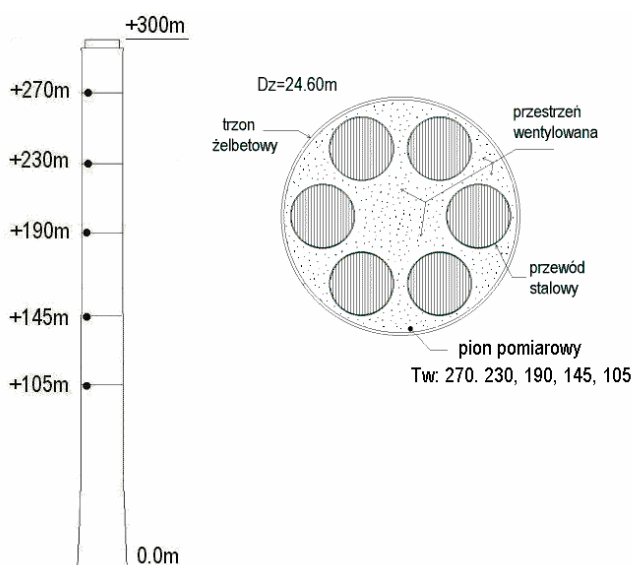 +300m
+270m
+230m
+190m
+145m
+105m
0.0m
Dz=24.60m
trzon
żelbetowy
przestrzeń
wentylowana
przewód
stalowy
pion pomiarowy
Tw: 270. 230, 190, 145, 105